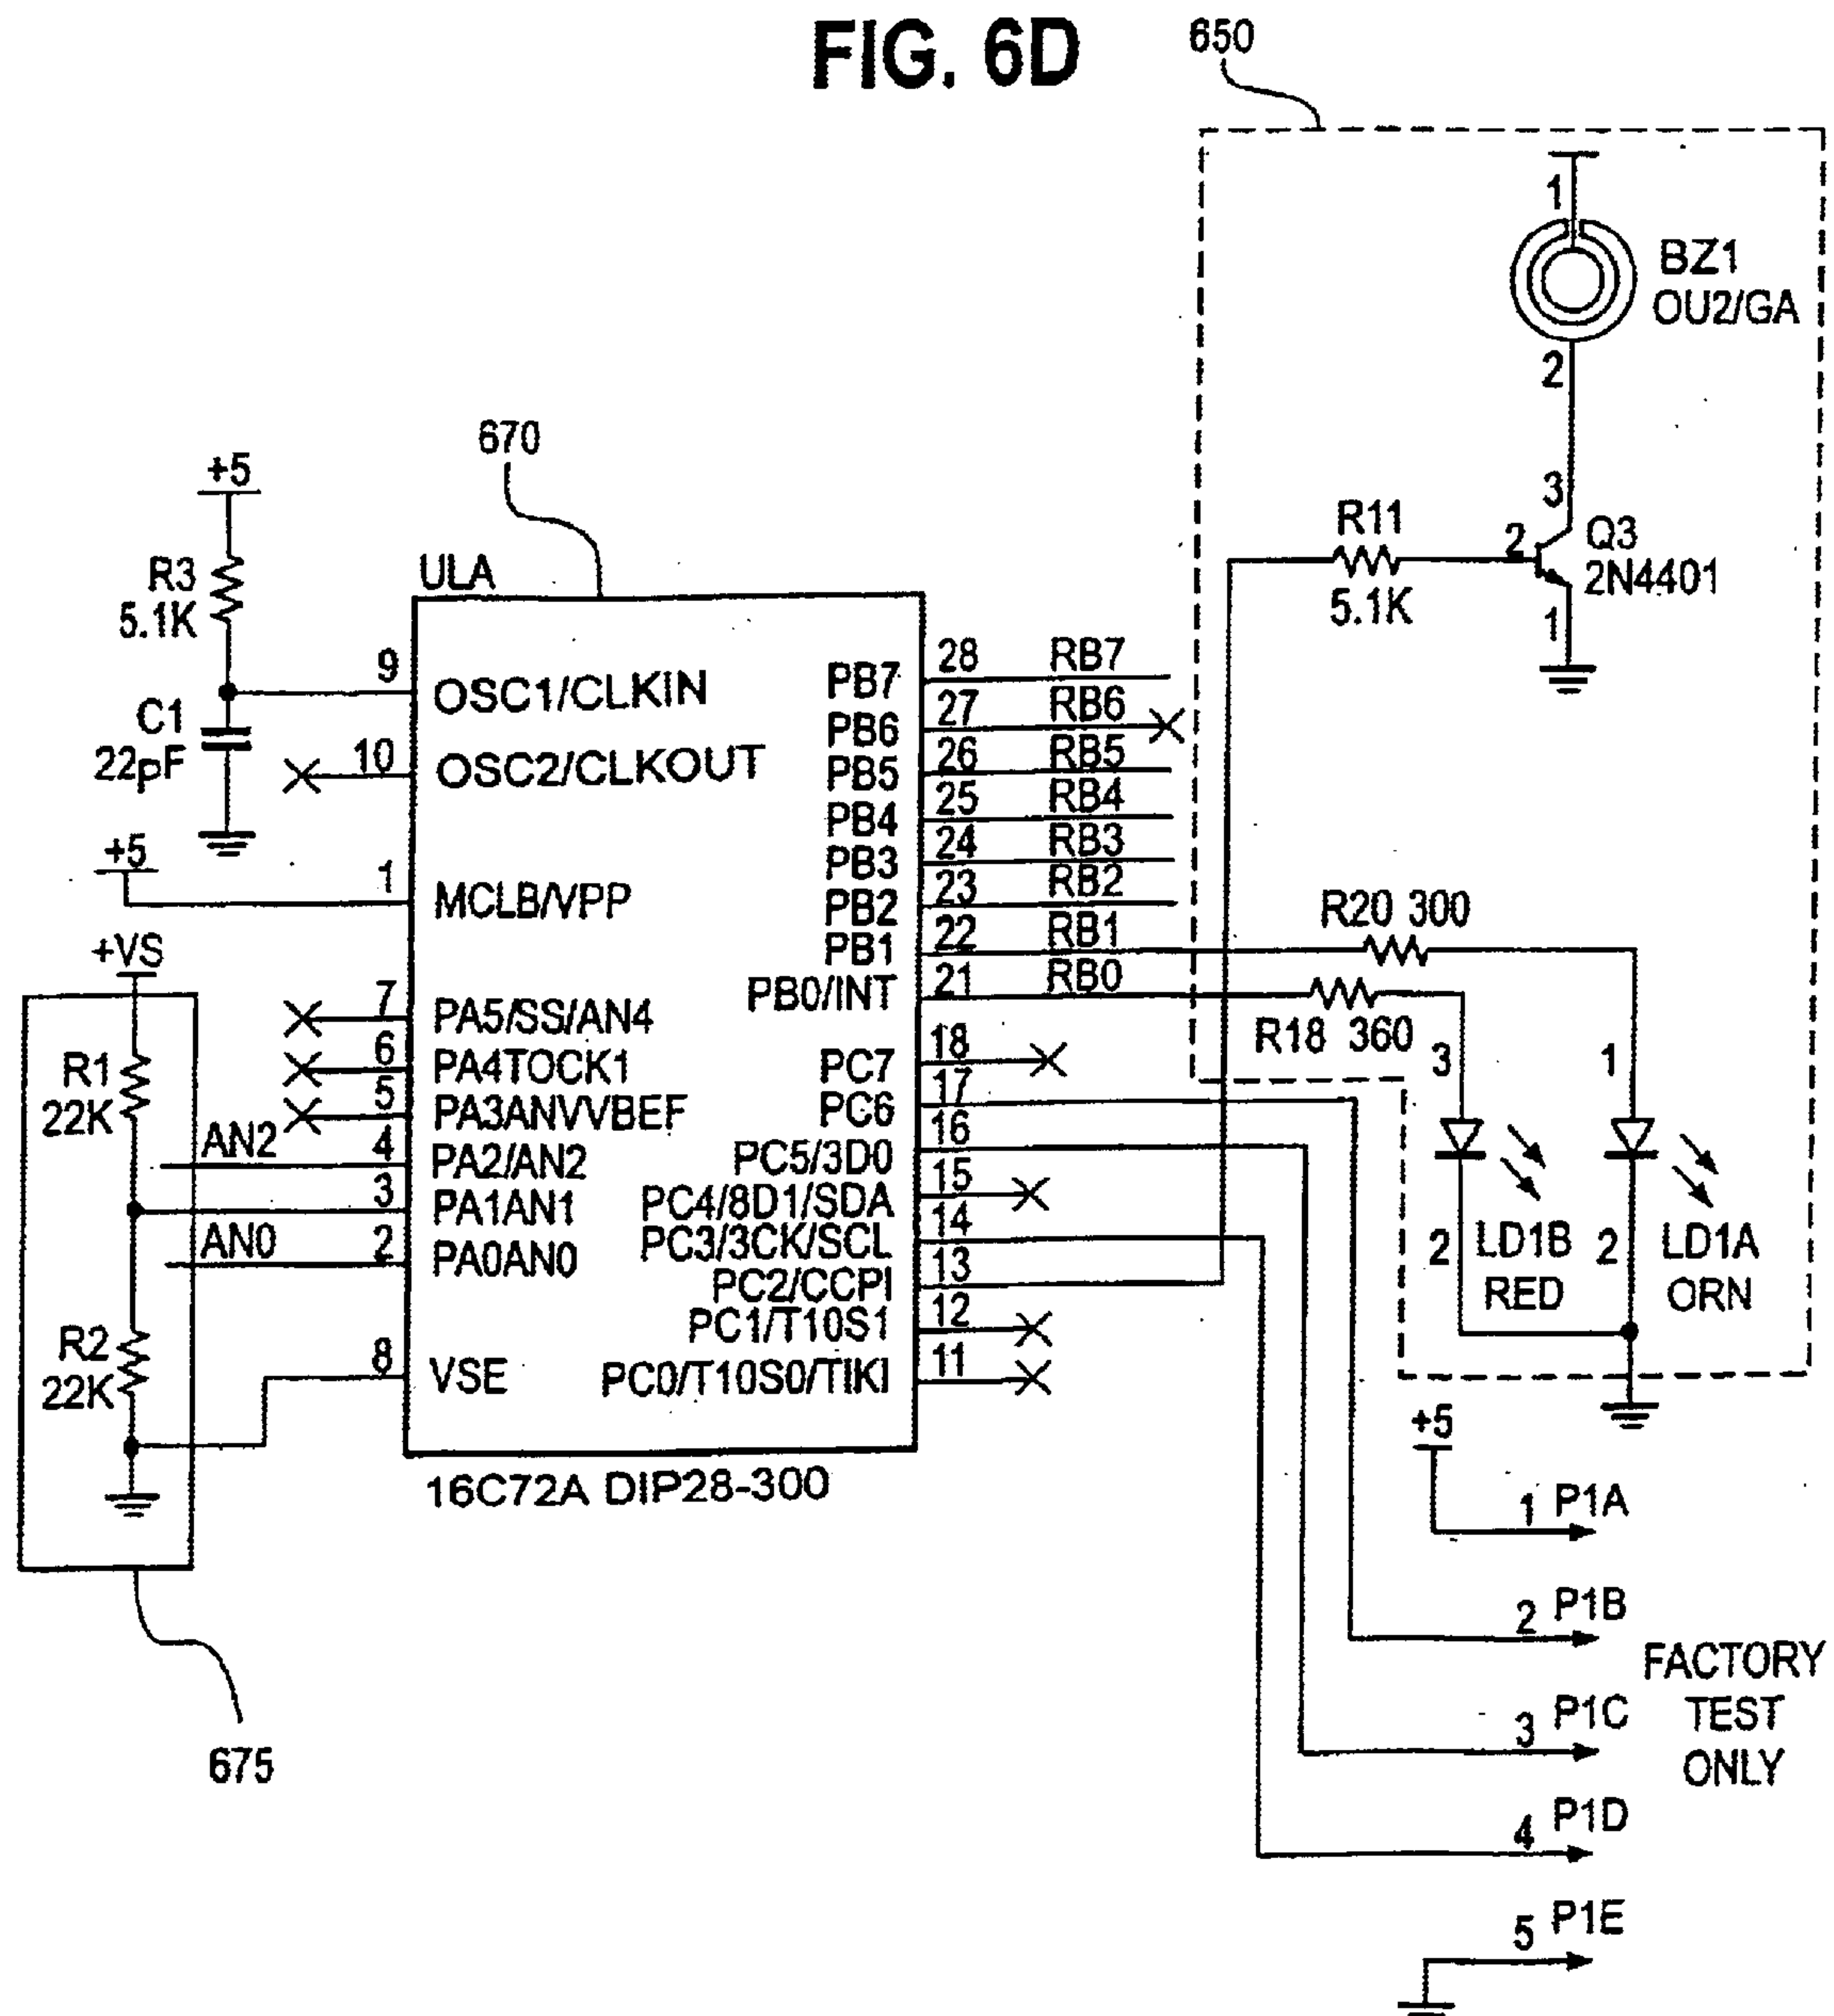 FIG. 6D
650
1
BZ1
OU2/GA
2
3
R11
2
Q3
2N4401
5.1K
1
670
+5
R3
5.1K
C1
22pF
ULA
9
OSC1/CLKIN
10
OSC2/CLKOUT
+5
1
MCLB/VPP
+VS
7
PA5/SS/AN4
6
PA4TOCK1
5
PA3ANVVBEF
R1
22K
AN2
4
PA2/AN2
3
PA1AN1
AN0
2
PA0AN0
R2
22K
8
VSE
16C72A DIP28-300
675
PB7 28 RB7
PB6 27 RB6
PB5 26 RB5
PB4 25 RB4
PB3 24 RB3
PB2 23 RB2
PB1 22 RB1
PB0/INT 21 RB0
PC7 18
PC6 17
PC5/3D0 16
PC4/8D1/SDA 15
PC3/3CK/SCL 14
PC2/CCPI 13
PC1/T10S1 12
PC0/T10S0/TIKI 11
R20 300
R18 360
3
1
2
LD1B
RED
2
LD1A
ORN
+5
1 P1A
2 P1B
3 P1C
4 P1D
5 P1E
FACTORY
TEST
ONLY